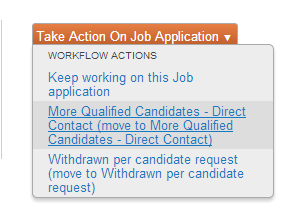 Take Action On Job Application ▼
WORKFLOW ACTIONS
Keep working on this Job
application
More Qualified Candidates - Direct
Contact (move to More Qualified
Candidates - Direct Contact)
Withdrawn per candidate request
(move to Withdrawn per candidate
request)